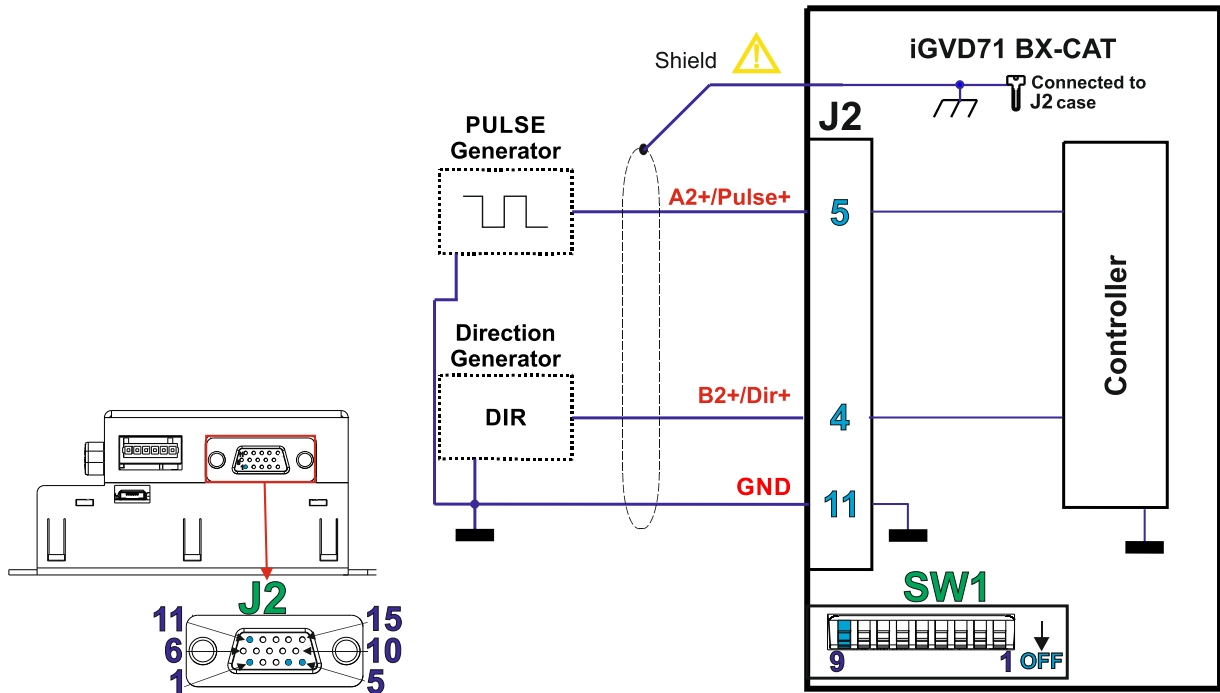 iGVD71 BX-CAT
Shield
Connected to
J2 case
J2
PULSE
Generator
A2+/Pulse+
5
Direction
Generator
DIR
B2+/Dir+
4
GND
11
Controller
SW1
9
1
OFF
J2
11
15
6
10
1
5